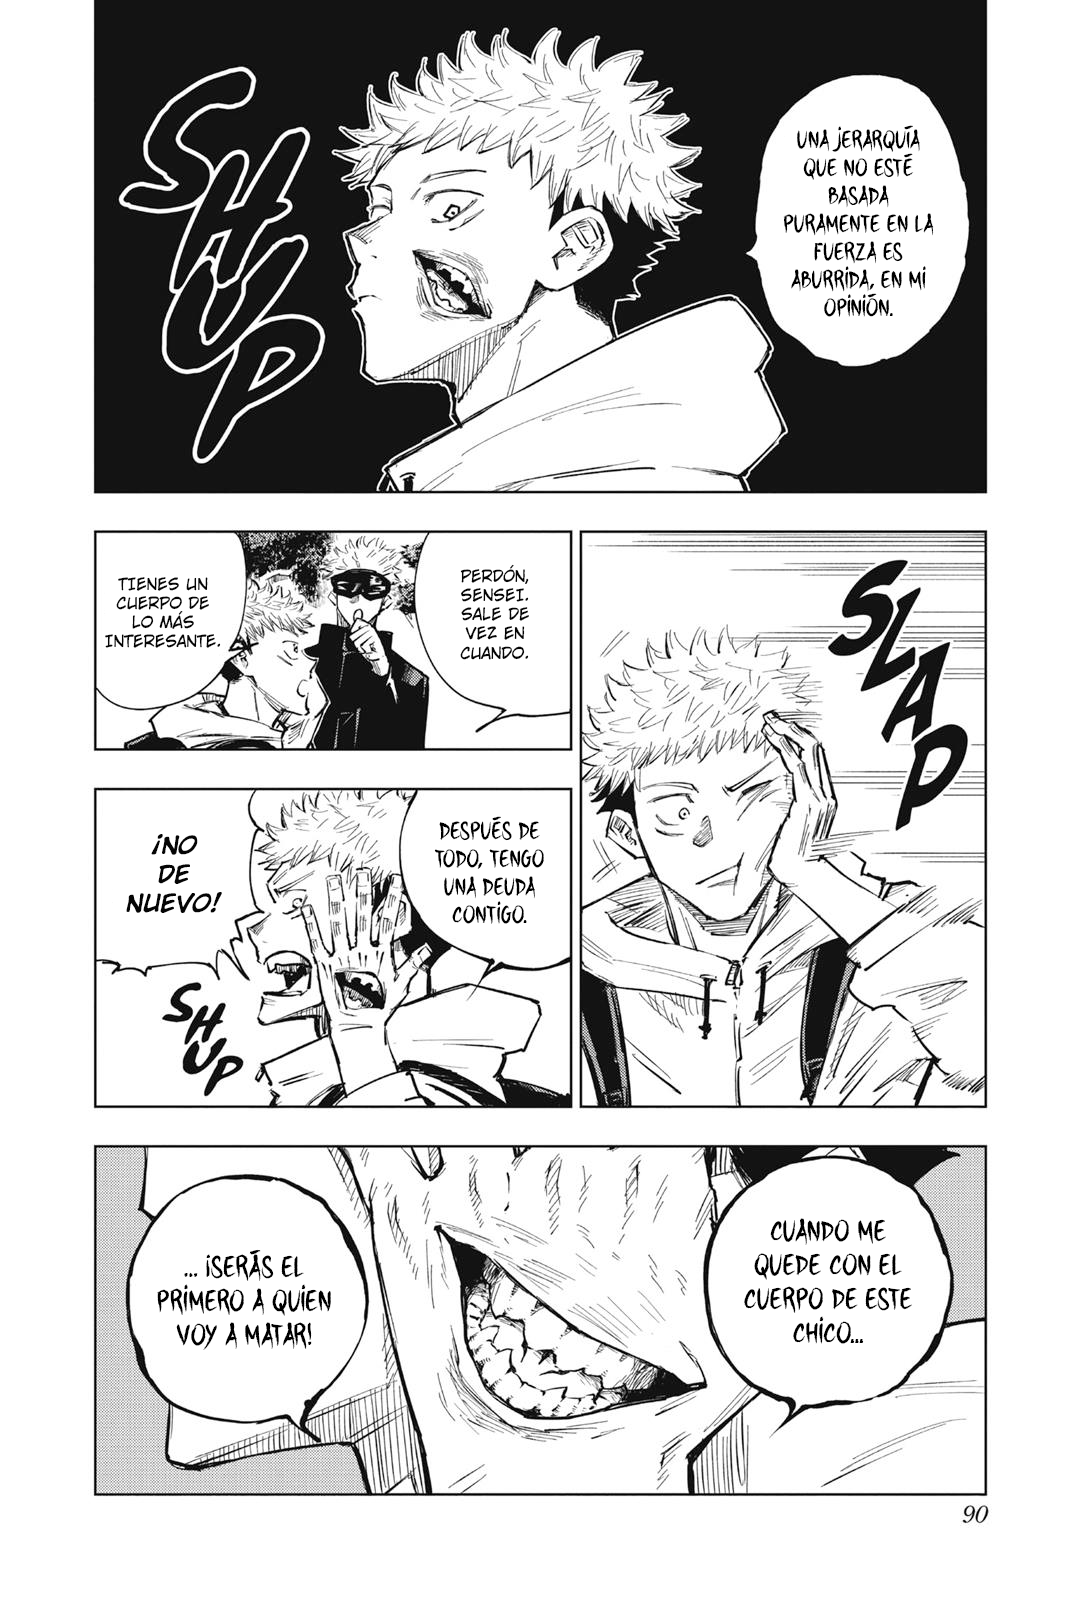 UNA JERARQUÍA
QUE NO ESTÉ
BASADA
PURAMENTE EN LA
FUERZA ES
ABURRIDA, EN MI
OPINIÓN.
SHUP
SLAP
PERDÓN,
SENSEI.
SALE DE
VEZ EN
CUANDO.
TIENES UN
CUERPO DE
LO MÁS
INTERESANTE.
DESPUÉS DE
TODO, TENGO
UNA DEUDA
CONTIGO.
¡NO
DE
NUEVO!
SHUP
CUANDO ME
QUEDE CON EL
CUERPO DE ESTE
CHICO...
... ¡SERÁS EL
PRIMERO A QUIEN
VOY A MATAR!
90